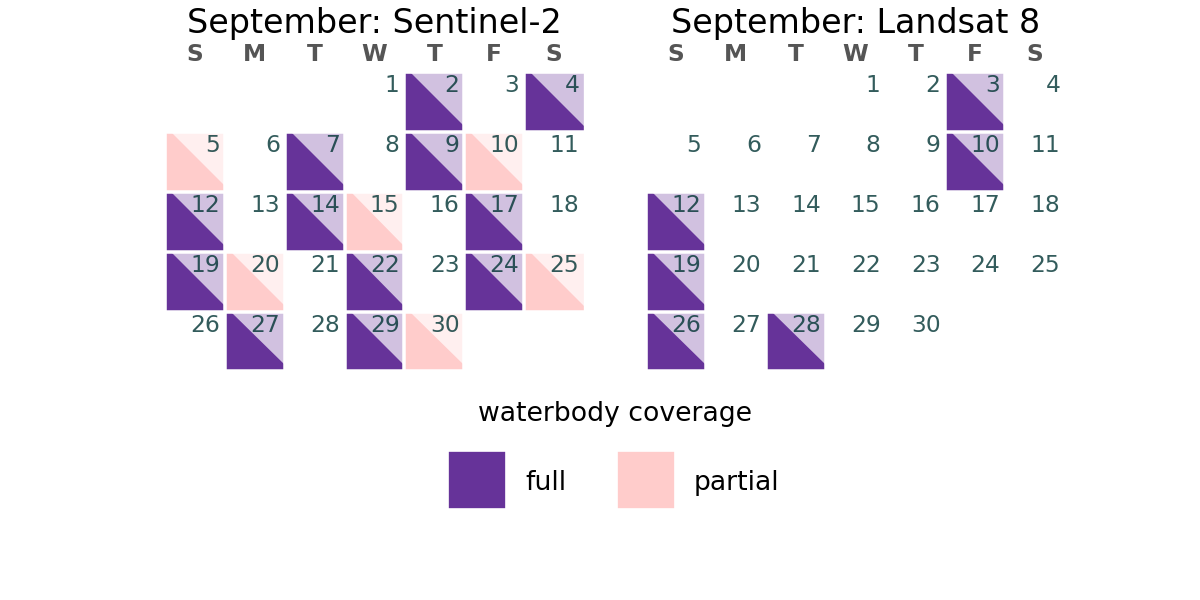 September: Sentinel-2
S M T W T F S
1 2 3 4
5 6 7 8 9 10 11
12 13 14 15 16 17 18
19 20 21 22 23 24 25
26 27 28 29 30
September: Landsat 8
S M T W T F S
1 2 3 4
5 6 7 8 9 10 11
12 13 14 15 16 17 18
19 20 21 22 23 24 25
26 27 28 29 30
waterbody coverage
full
partial